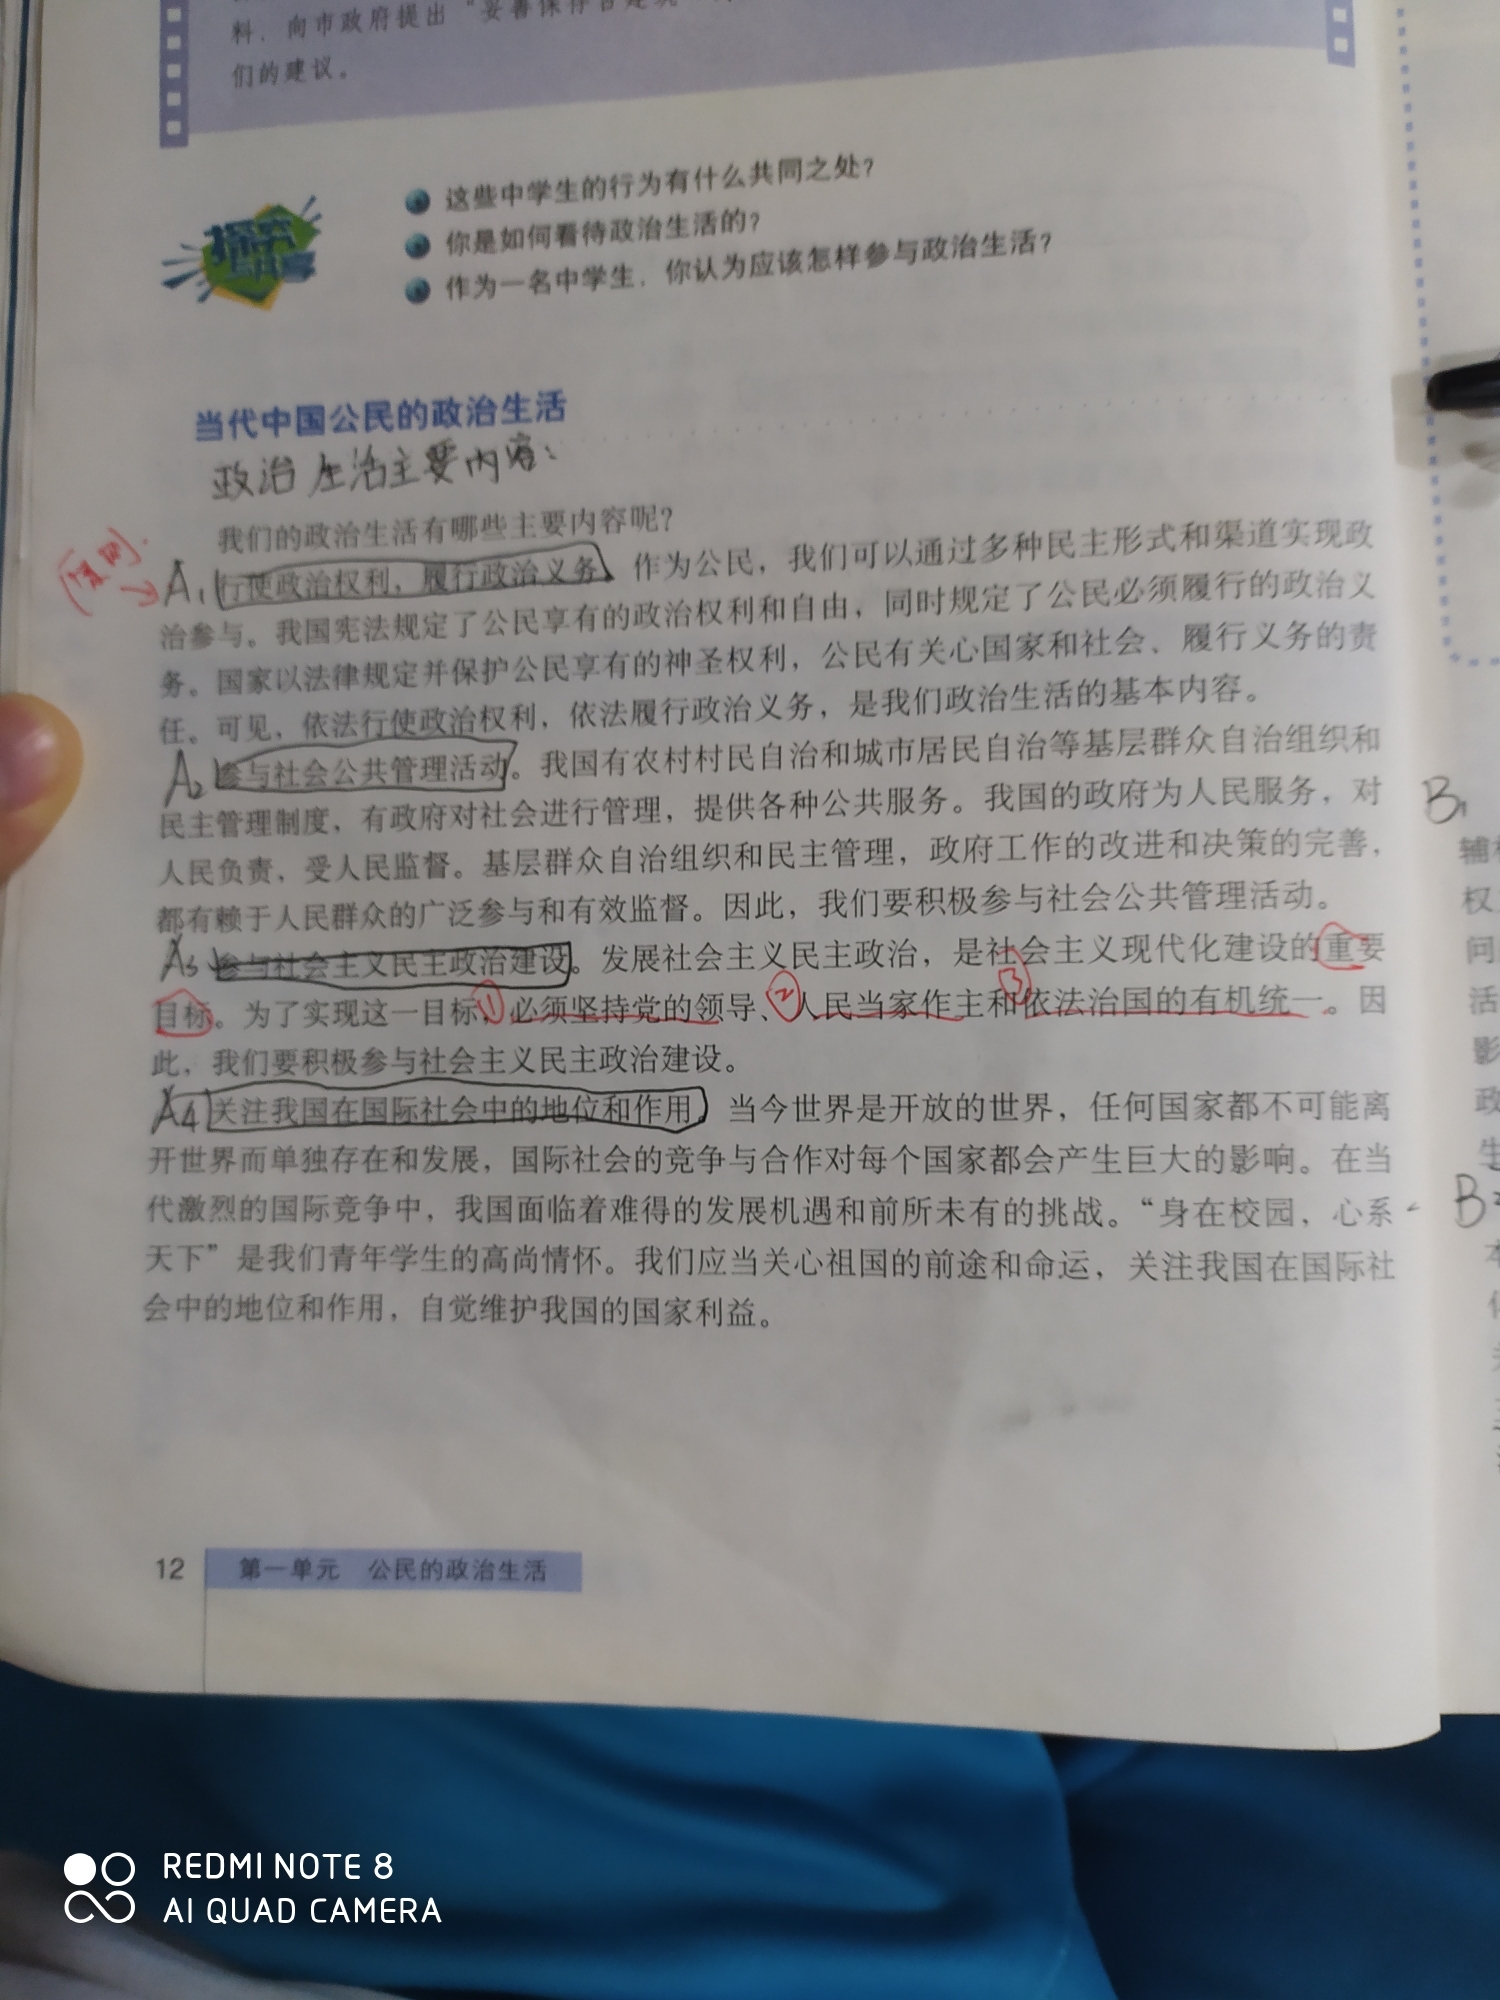 料，向市政府提出“妥善保存古建筑”
们的建议。
探究
这些中学生的行为有什么共同之处？
你是如何看待政治生活的？
作为一名中学生，你认为应该怎样参与政治生活？
当代中国公民的政治生活
政治生活主要内容：
我们的政治生活有哪些主要内容呢？
A1 行使政治权利，履行政治义务。作为公民，我们可以通过多种民主形式和渠道实现政
治参与。我国宪法规定了公民享有的政治权利和自由，同时规定了公民必须履行的政治义
务。国家以法律规定并保护公民享有的神圣权利，公民有关心国家和社会、履行义务的责
任。可见，依法行使政治权利，依法履行政治义务，是我们政治生活的基本内容。
A2 参与社会公共管理活动。我国有农村村民自治和城市居民自治等基层群众自治组织和
民主管理制度，有政府对社会进行管理，提供各种公共服务。我国的政府为人民服务，对
人民负责，受人民监督。基层群众自治组织和民主管理，政府工作的改进和决策的完善，
都有赖于人民群众的广泛参与和有效监督。因此，我们要积极参与社会公共管理活动。
A3 参与社会主义民主政治建设。发展社会主义民主政治，是社会主义现代化建设的重要
目标。为了实现这一目标，①必须坚持党的领导、②人民当家作主和③依法治国的有机统一。因
此，我们要积极参与社会主义民主政治建设。
A4 关注我国在国际社会中的地位和作用。当今世界是开放的世界，任何国家都不可能离
开世界而单独存在和发展，国际社会的竞争与合作对每个国家都会产生巨大的影响。在当
代激烈的国际竞争中，我国面临着难得的发展机遇和前所未有的挑战。“身在校园，心系
天下”是我们青年学生的高尚情怀。我们应当关心祖国的前途和命运，关注我国在国际社
会中的地位和作用，自觉维护我国的国家利益。
12 第一单元 公民的政治生活
B1
权
问
活
政
B
REDMI NOTE 8
AI QUAD CAMERA